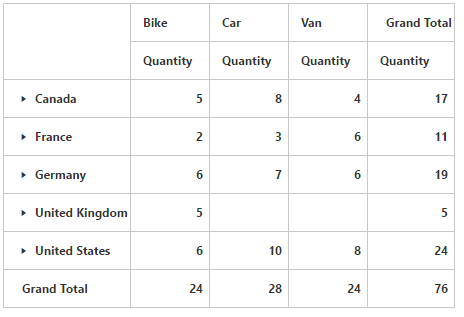 Bike Car Van Grand Total
Quantity Quantity Quantity Quantity
Canada 5 8 4 17
France 2 3 6 11
Germany 6 7 6 19
United Kingdom 5 5
United States 6 10 8 24
Grand Total 24 28 24 76